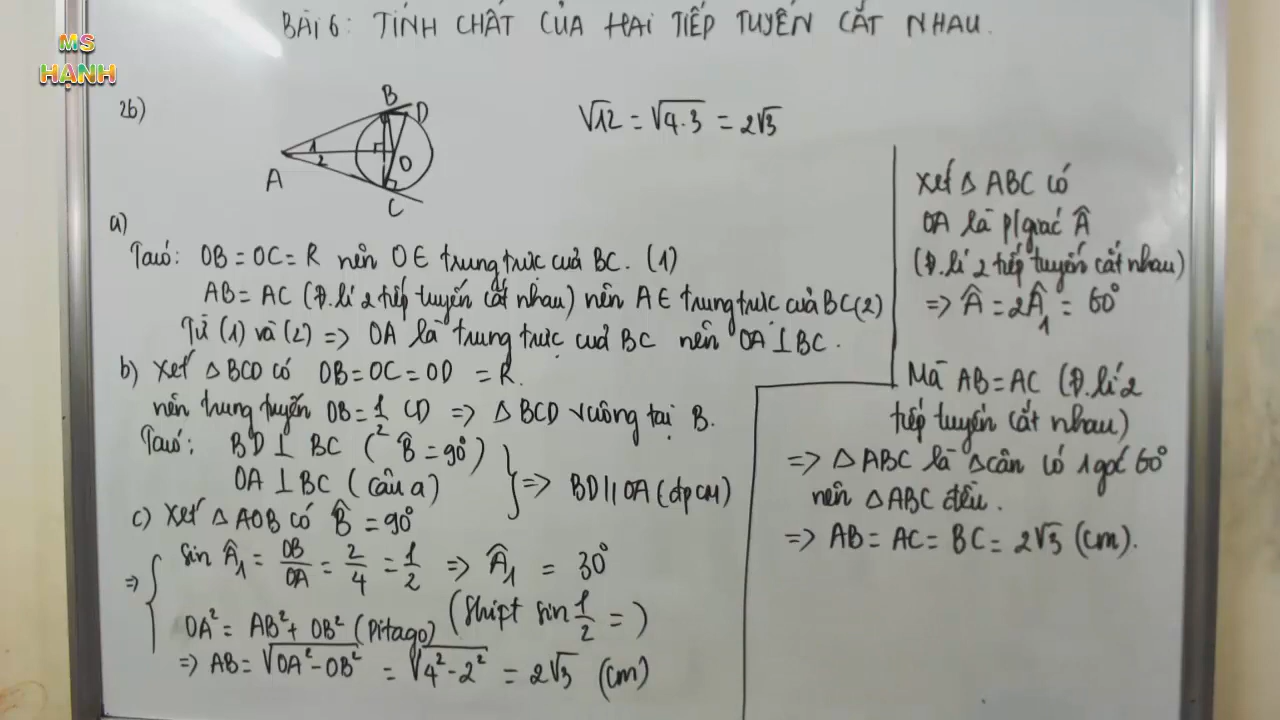 MS
HẠNH
BÀI 6: TÍNH CHẤT CỦA HAI TIẾP TUYẾN CẮT NHAU.
26)
B
D
1
2
O
A
C
√12 = √4.3 = 2√3
a)
Ta có: OB = OC = R nên O ∈ trung trực của BC. (1)
AB = AC (Đ.lí 2 tiếp tuyến cắt nhau) nên A ∈ trung trực của BC (2)
Từ (1) và (2) => OA là trung trực của BC nên OA ⊥ BC.
b) Xét △ BCD có OB = OC = OD = R.
nên trung tuyến OB = 1/2 CD => △ BCD vuông tại B.
Ta có: BD ⊥ BC (B̂ = 90°)
OA ⊥ BC (câu a)
} => BD // OA (đpcm)
c) Xét △ AOB có B̂ = 90°
=> { sin Â₁ = OB/OA = 2/4 = 1/2 => Â₁ = 30°
(Shift sin 1/2 = )
OA² = AB² + OB² (Pitago)
=> AB = √OA² - OB² = √4² - 2² = 2√3 (cm)
Xét △ ABC có
OA là p/giác Â
(Đ.lí 2 tiếp tuyến cắt nhau)
=> Â = 2Â₁ = 60°
Mà AB = AC (Đ.lí 2
tiếp tuyến cắt nhau)
=> △ ABC là △ cân có 1 góc 60°
nên △ ABC đều.
=> AB = AC = BC = 2√3 (cm).